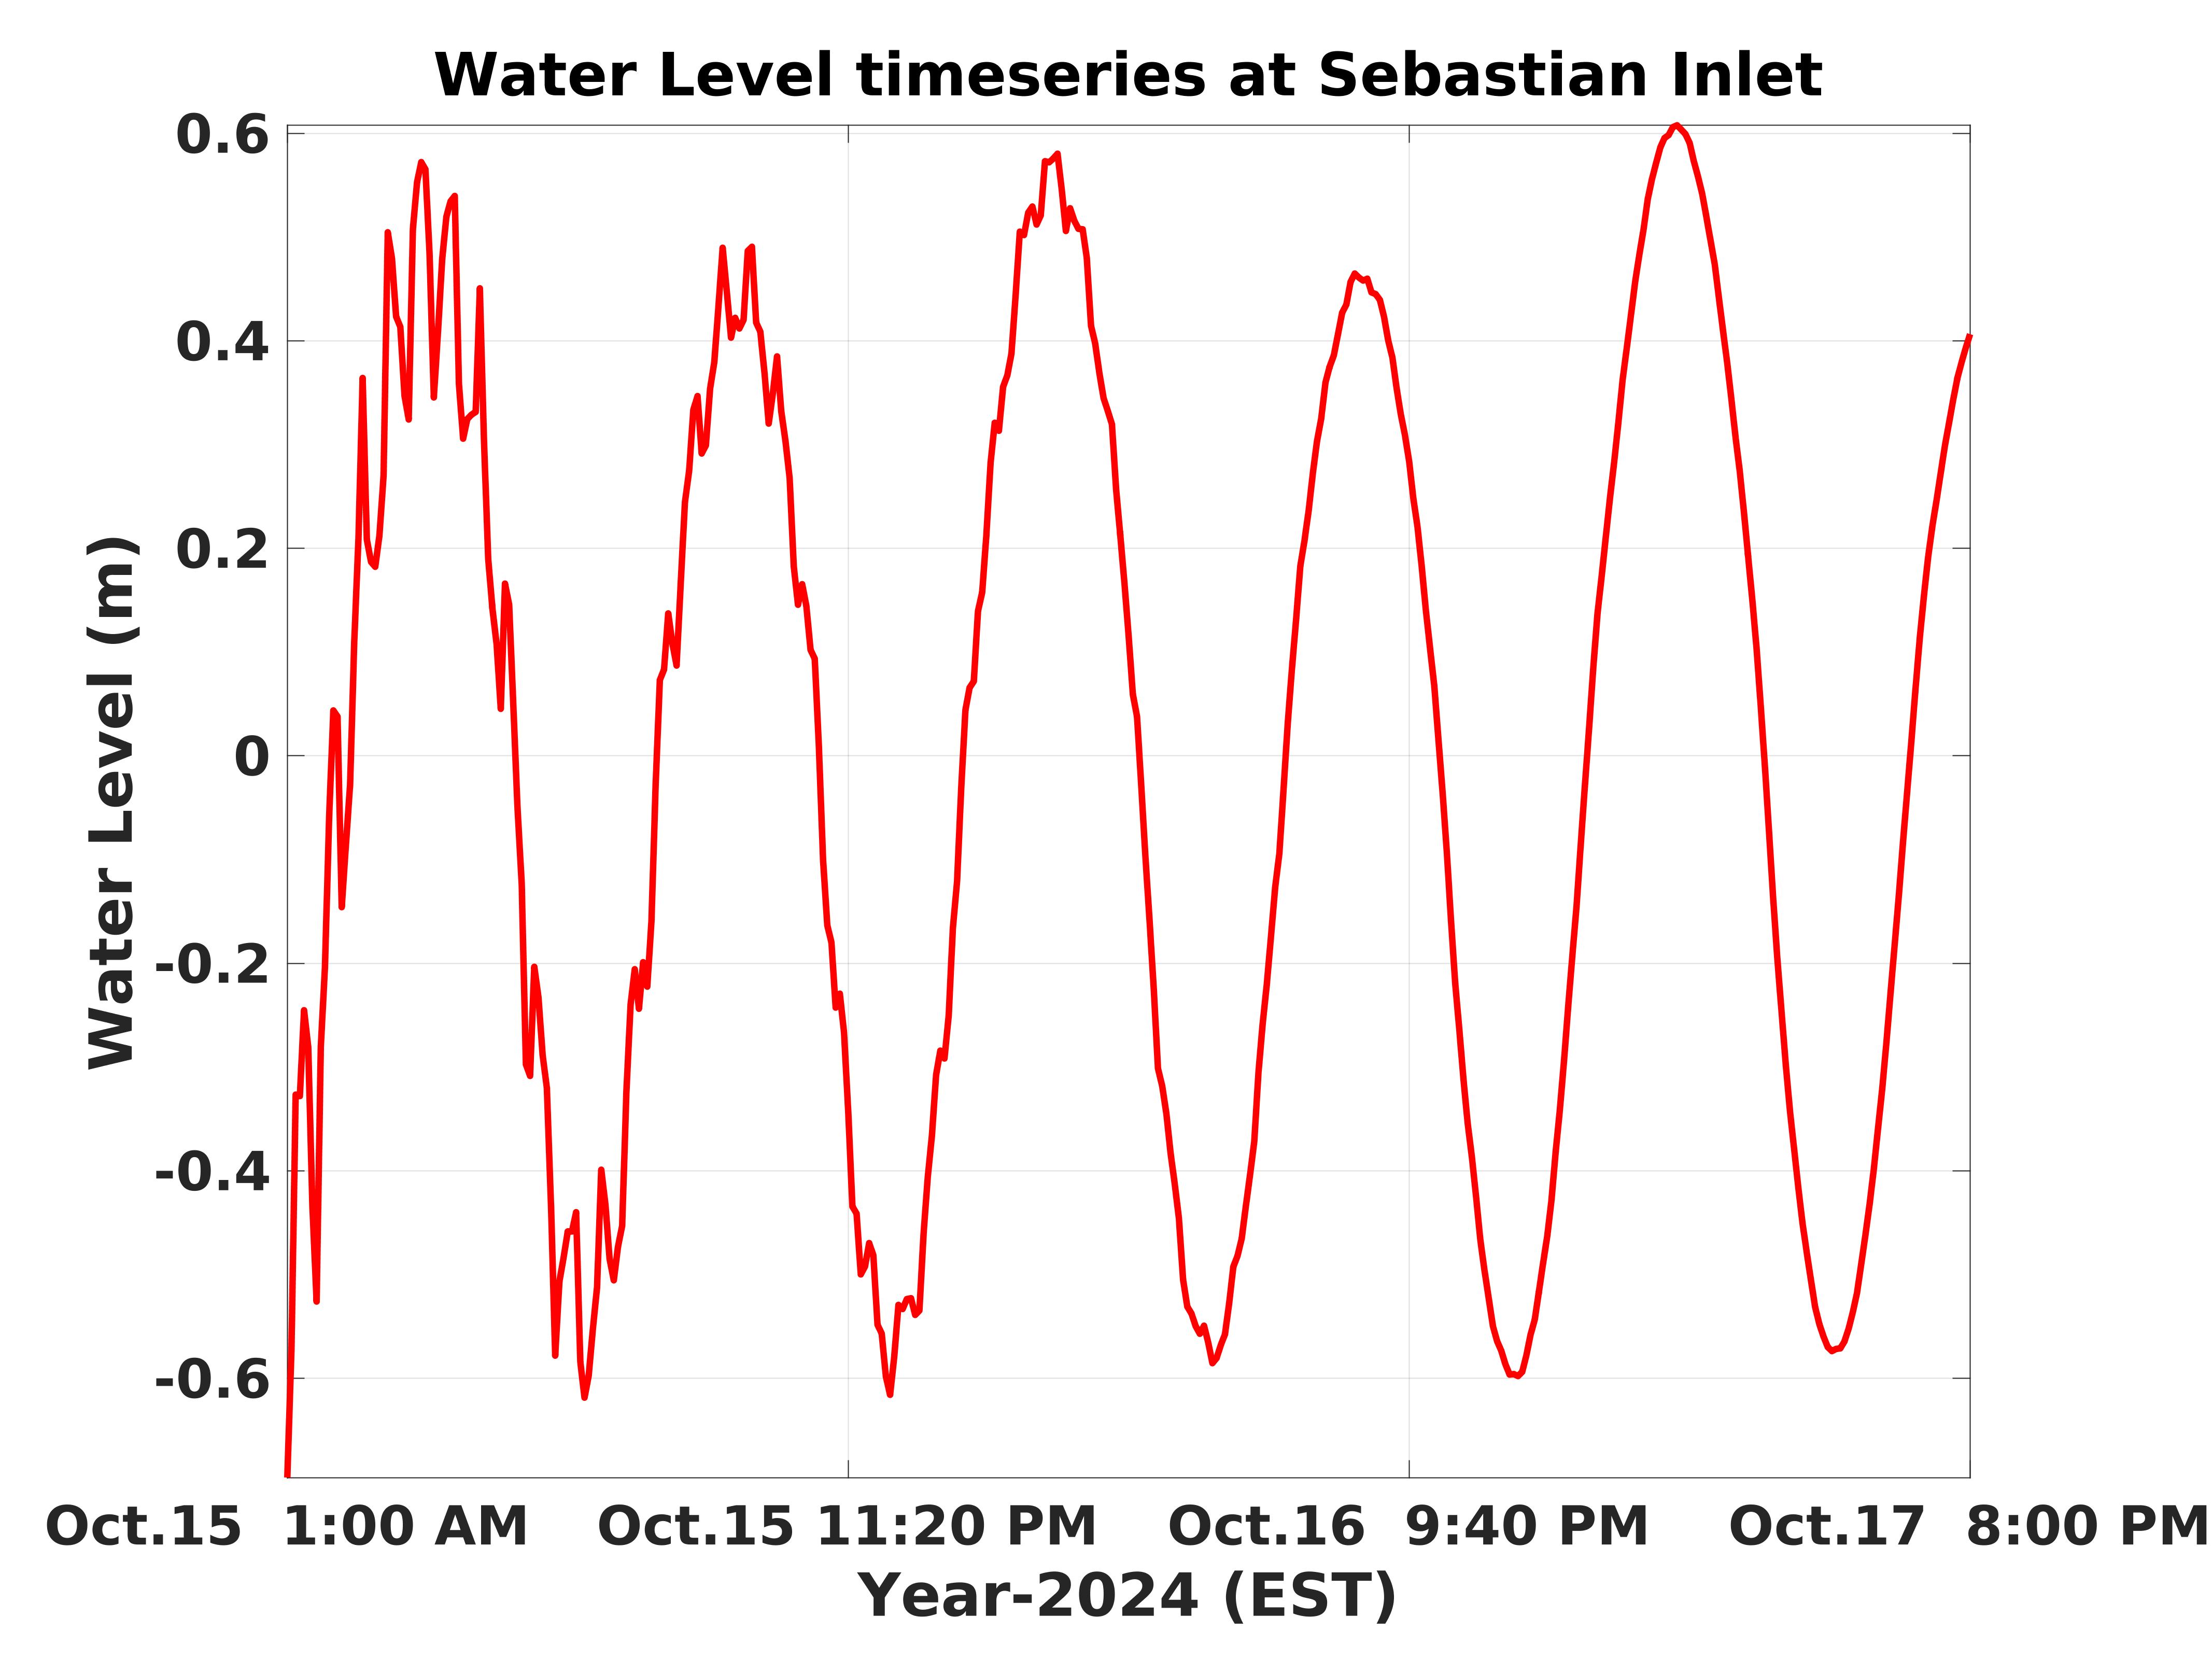 Water Level timeseries at Sebastian Inlet
0.6
0.4
0.2
0
-0.2
-0.4
-0.6
Water Level (m)
Oct.15 1:00 AM
Oct.15 11:20 PM
Oct.16 9:40 PM
Oct.17 8:00 PM
Year-2024 (EST)